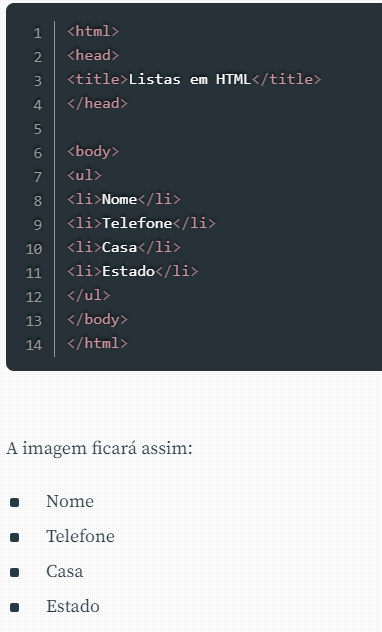 1 <html>
2 <head>
3 <title>Listas em HTML</title>
4 </head>
5
6 <body>
7 <ul>
8 <li>Nome</li>
9 <li>Telefone</li>
10 <li>Casa</li>
11 <li>Estado</li>
12 </ul>
13 </body>
14 </html>
A imagem ficará assim:
Nome
Telefone
Casa
Estado